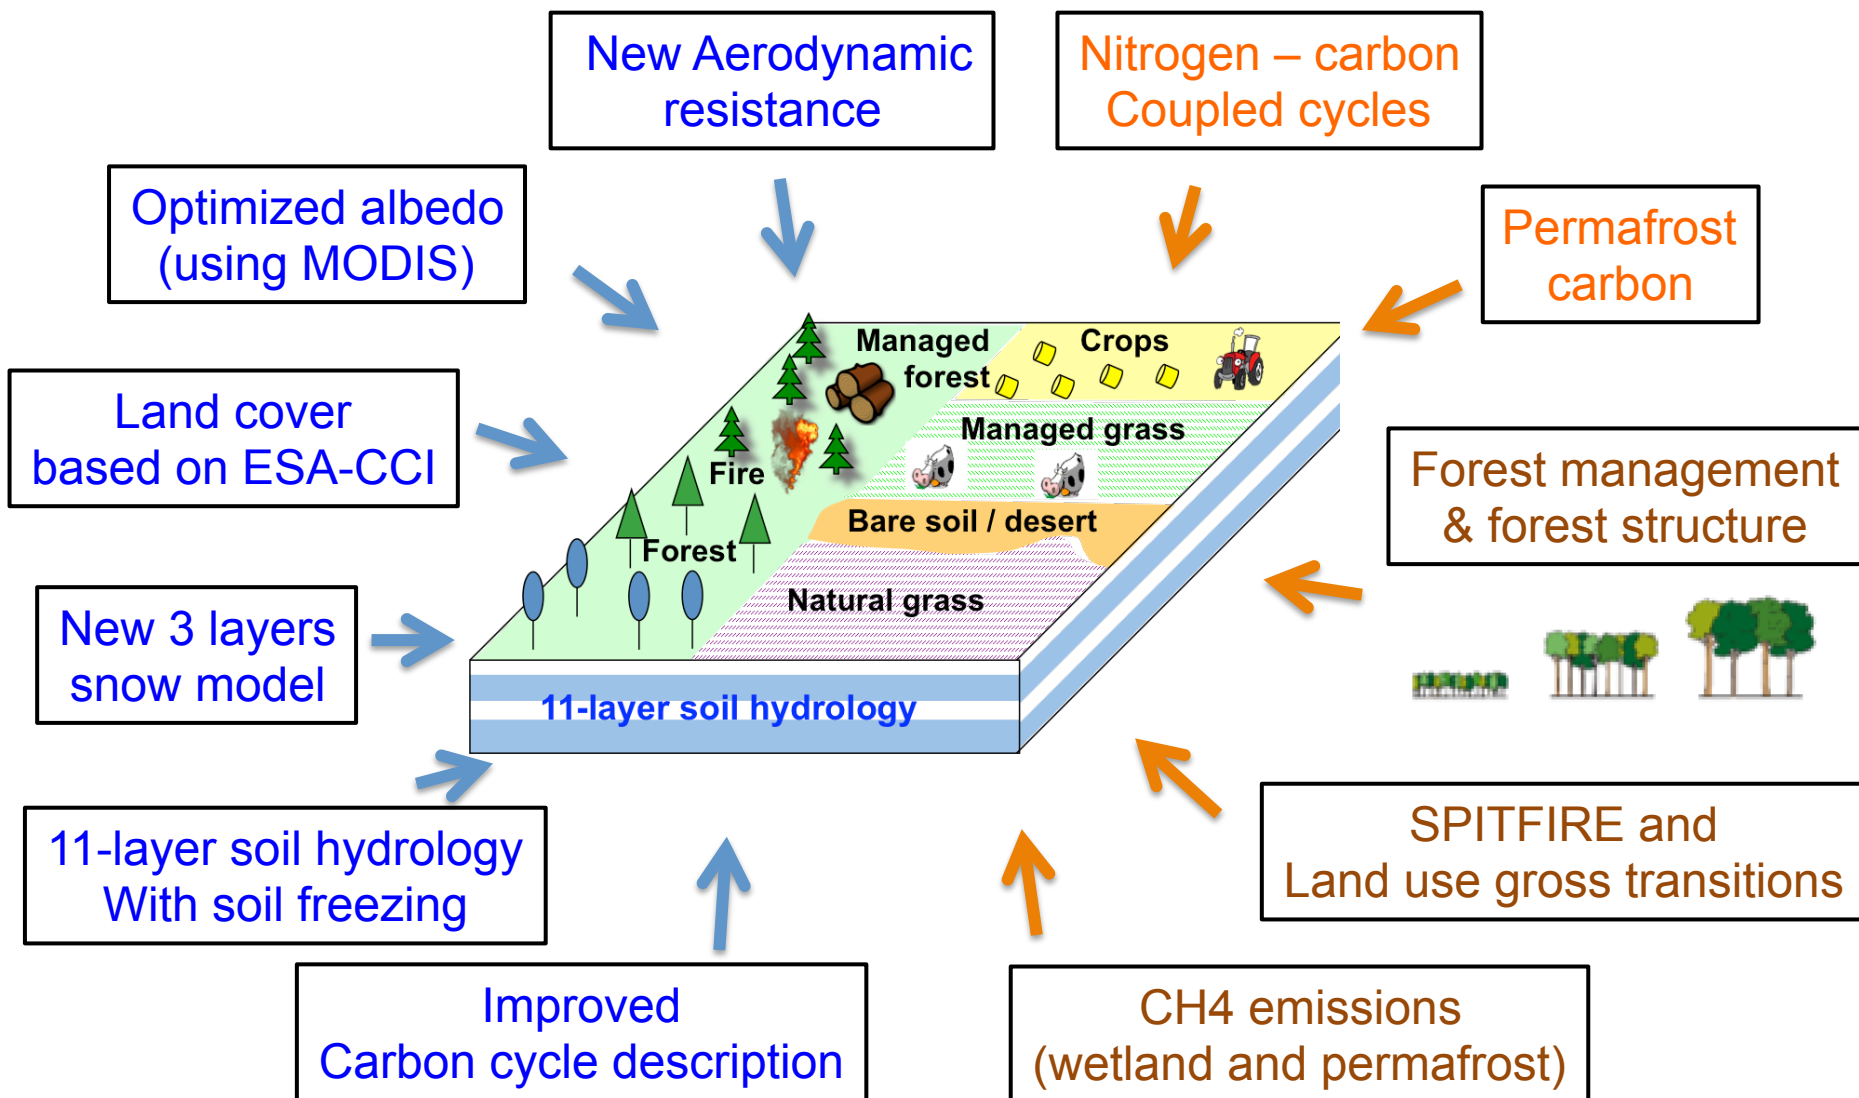 New Aerodynamic
resistance
Nitrogen – carbon
Coupled cycles
Optimized albedo
(using MODIS)
Permafrost
carbon
Land cover
based on ESA-CCI
Managed
forest
Crops
Managed grass
Fire
Bare soil / desert
Forest
Natural grass
11-layer soil hydrology
Forest management
& forest structure
New 3 layers
snow model
11-layer soil hydrology
With soil freezing
SPITFIRE and
Land use gross transitions
Improved
Carbon cycle description
CH4 emissions
(wetland and permafrost)